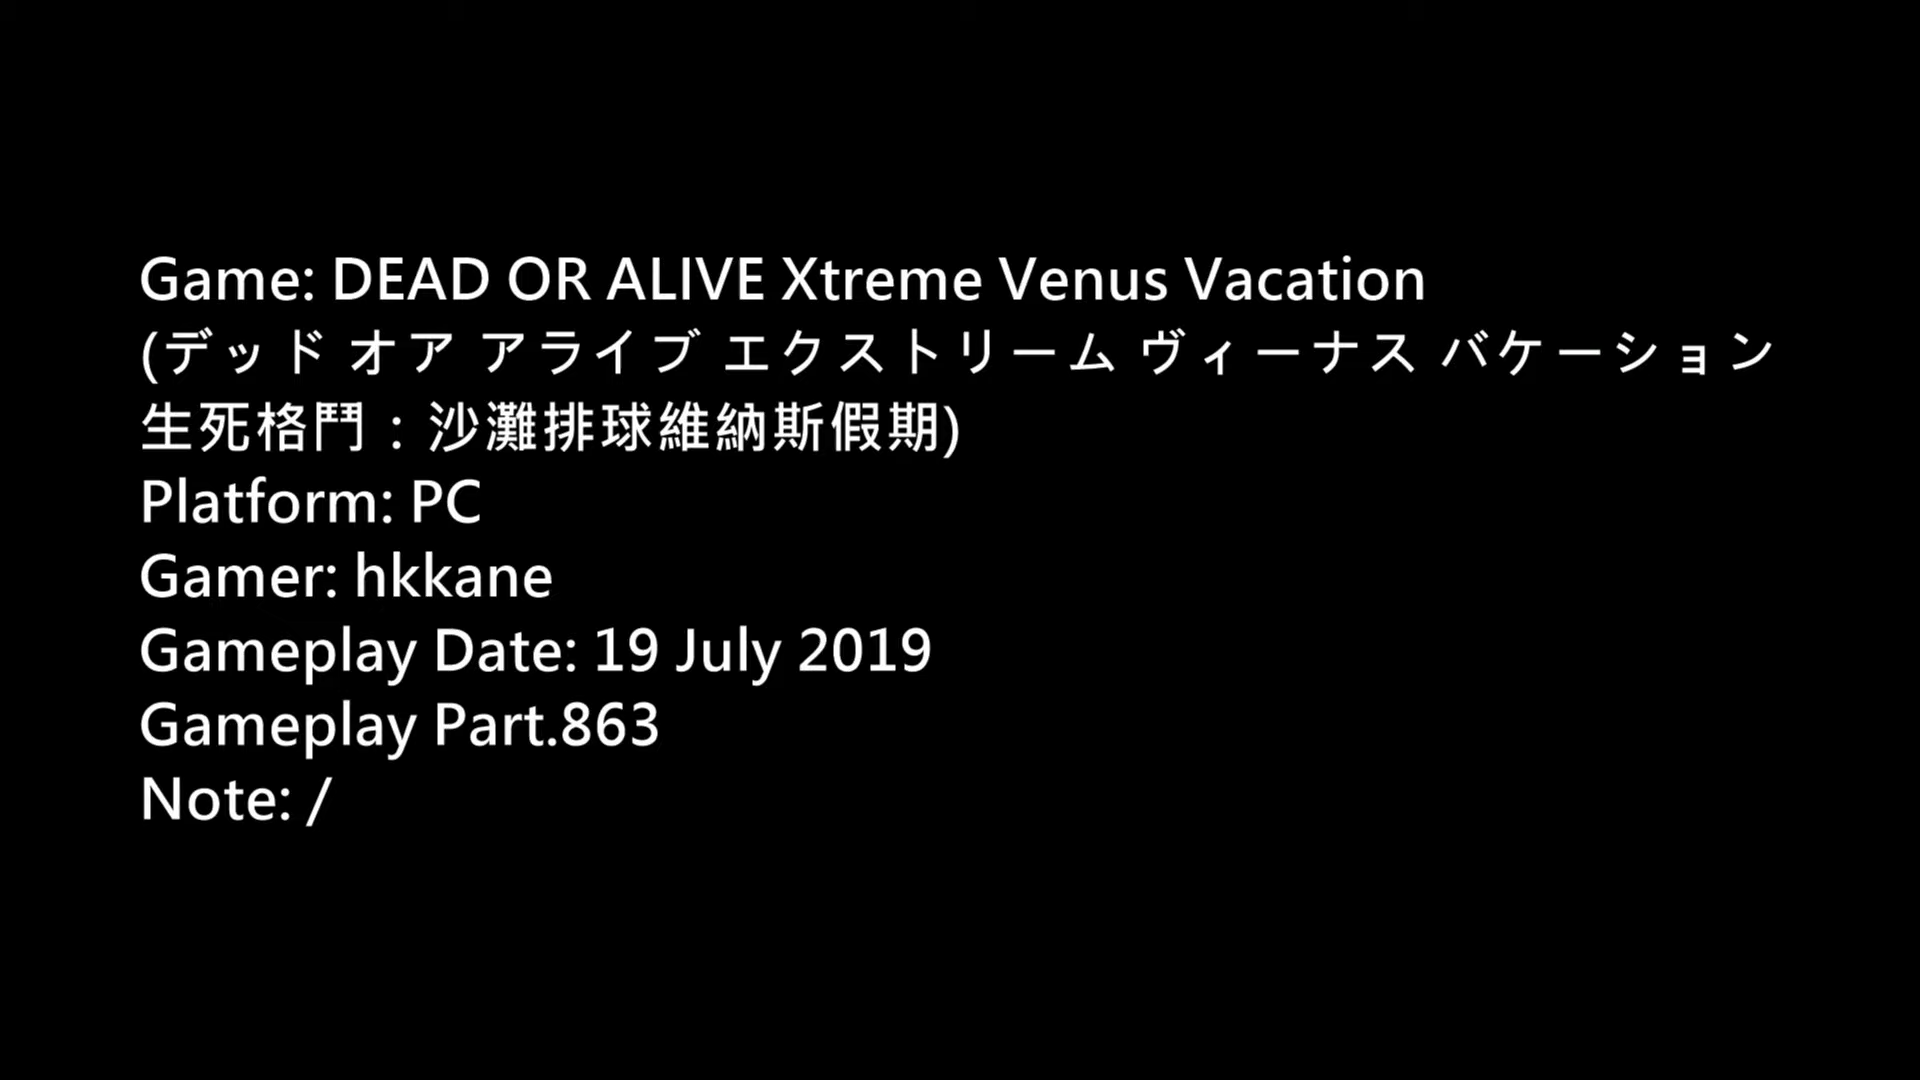 Game: DEAD OR ALIVE Xtreme Venus Vacation
(デッド オア アライブ エクストリーム ヴィーナス バケーション
生死格鬥：沙灘排球維納斯假期)
Platform: PC
Gamer: hkkane
Gameplay Date: 19 July 2019
Gameplay Part.863
Note: /